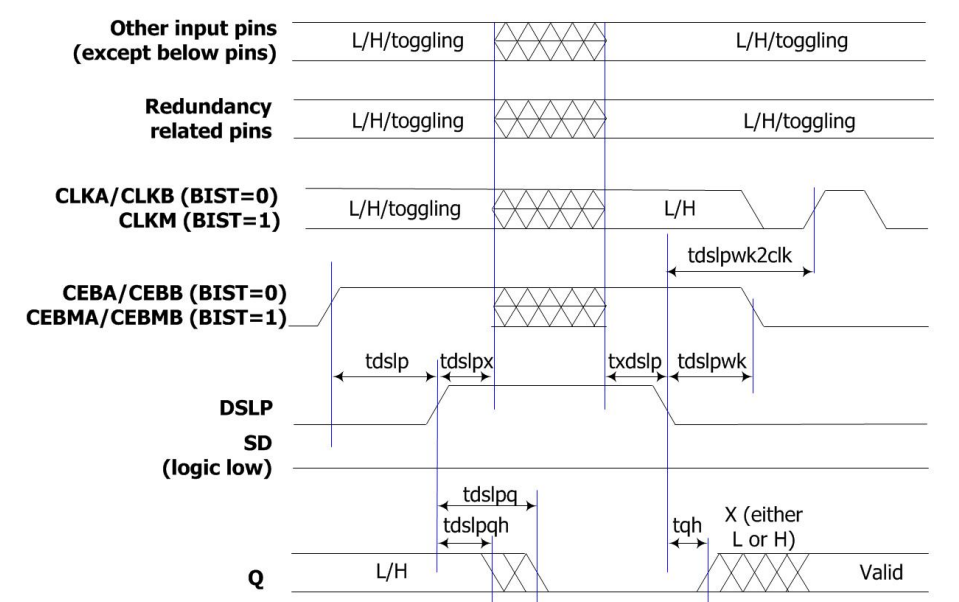 Other input pins
(except below pins)
L/H/toggling
L/H/toggling
Redundancy
related pins
L/H/toggling
L/H/toggling
CLKA/CLKB (BIST=0)
CLKM (BIST=1)
L/H/toggling
L/H
tdslpwk2clk
CEBA/CEBB (BIST=0)
CEBMA/CEBMB (BIST=1)
tdslp
tdslpx
txdslp
tdslpwk
DSLP
SD
(logic low)
tdslpq
tdslpqh
tqh
X (either
L or H)
Q
L/H
Valid